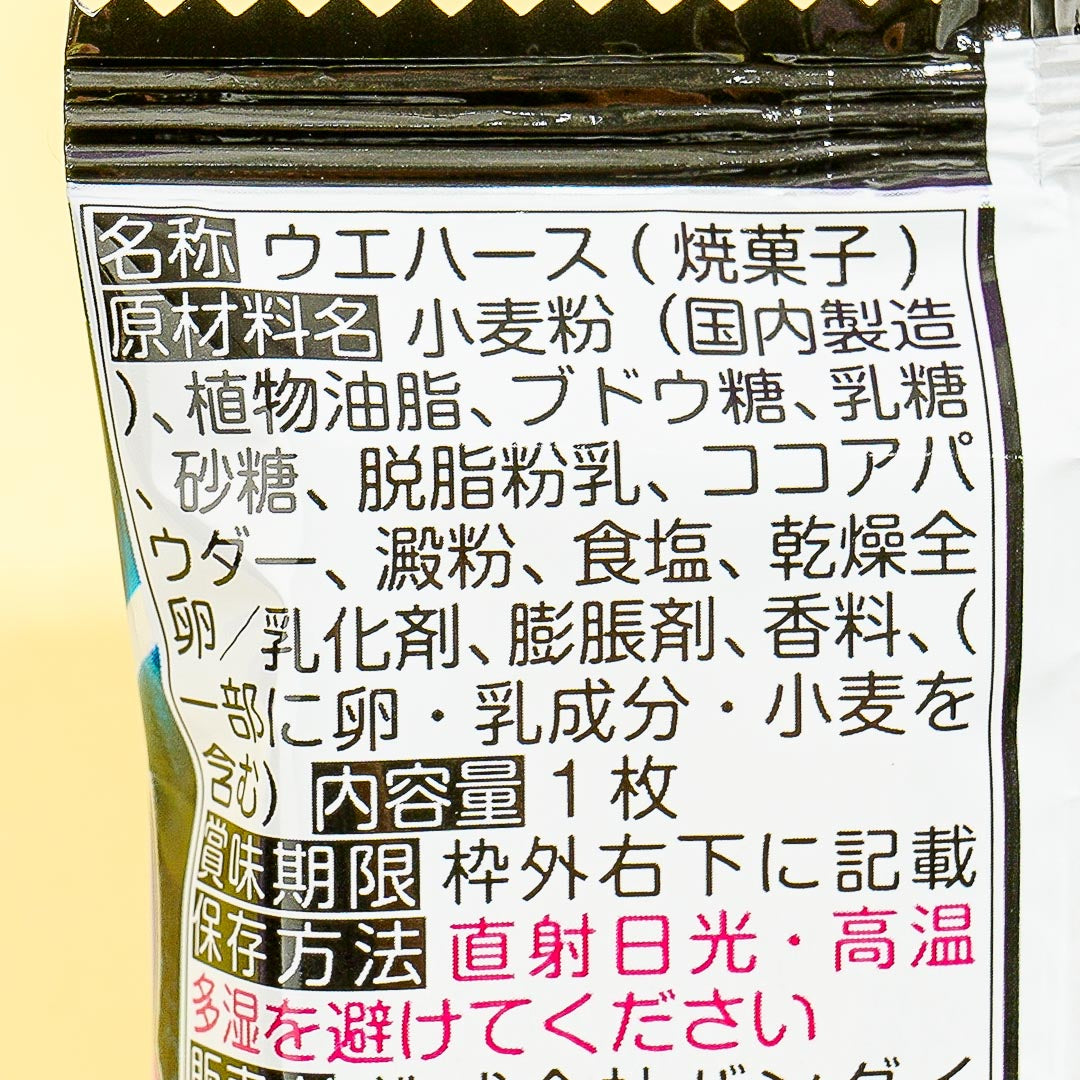 名称 ウエハース(焼菓子)
原材料名 小麦粉(国内製造
)、植物油脂、ブドウ糖、乳糖
、砂糖、脱脂粉乳、ココアパ
ウダー、澱粉、食塩、乾燥全
卵/乳化剤、膨脹剤、香料、(
一部に卵・乳成分・小麦を
含む) 内容量 1枚
賞味期限 枠外右下に記載
保存方法 直射日光・高温
多湿を避けてください